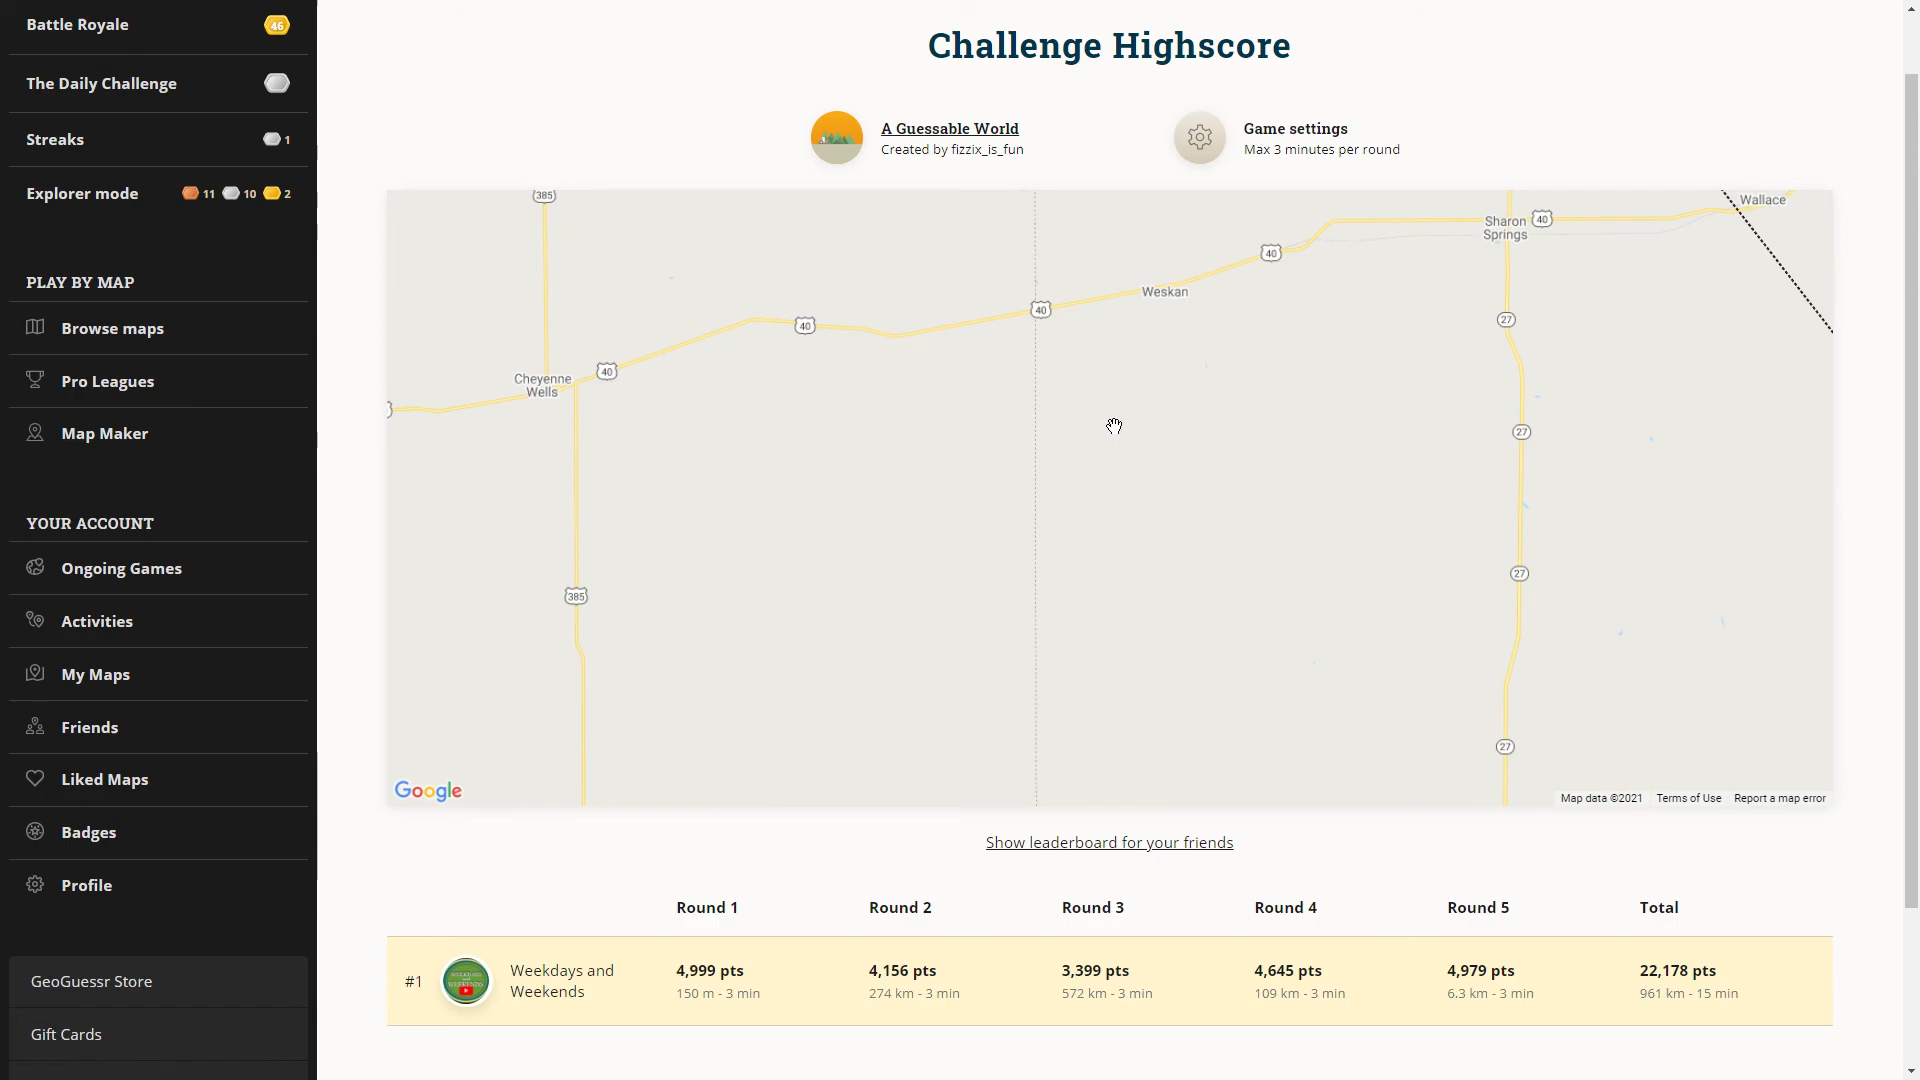 Battle Royale 46
The Daily Challenge
Streaks 1
Explorer mode 11 10 2
PLAY BY MAP
Browse maps
Pro Leagues
Map Maker
YOUR ACCOUNT
Ongoing Games
Activities
My Maps
Friends
Liked Maps
Badges
Profile
GeoGuessr Store
Gift Cards
Challenge Highscore
A Guessable World
Created by fizzix_is_fun
Game settings
Max 3 minutes per round
385
Wallace
Sharon
Springs
40
40
Weskan
40
40
27
40
Cheyenne
Wells
27
27
385
27
Google
Map data ©2021 Terms of Use Report a map error
Show leaderboard for your friends
Round 1 Round 2 Round 3 Round 4 Round 5 Total
#1
WEEKDAYS
and
WEEKENDS
Weekdays and
Weekends
4,999 pts 4,156 pts 3,399 pts 4,645 pts 4,979 pts 22,178 pts
150 m - 3 min 274 km - 3 min 572 km - 3 min 109 km - 3 min 6.3 km - 3 min 961 km - 15 min